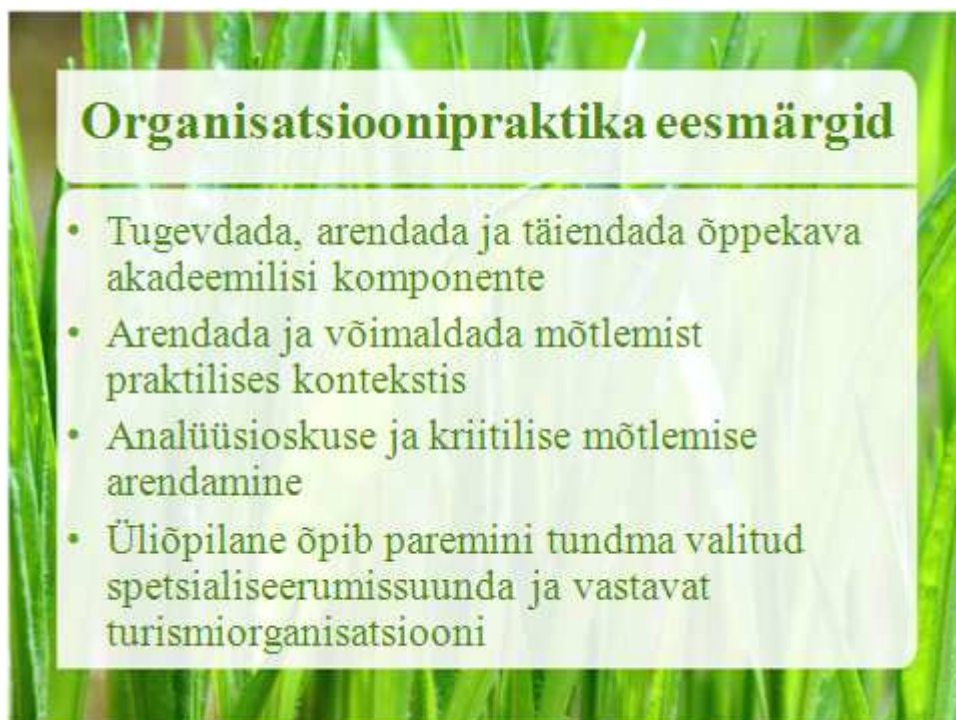 Organisatsioonipraktika eesmärgid
• Tugevdada, arendada ja täiendada õppekava
akadeemilisi komponente
• Arendada ja võimaldada mõtlemist
praktilises kontekstis
• Analüüsioskuse ja kriitilise mõtlemise
arendamine
• Üliõpilane õpib paremini tundma valitud
spetsialiseerumissuunda ja vastavat
turismiorganisatsiooni